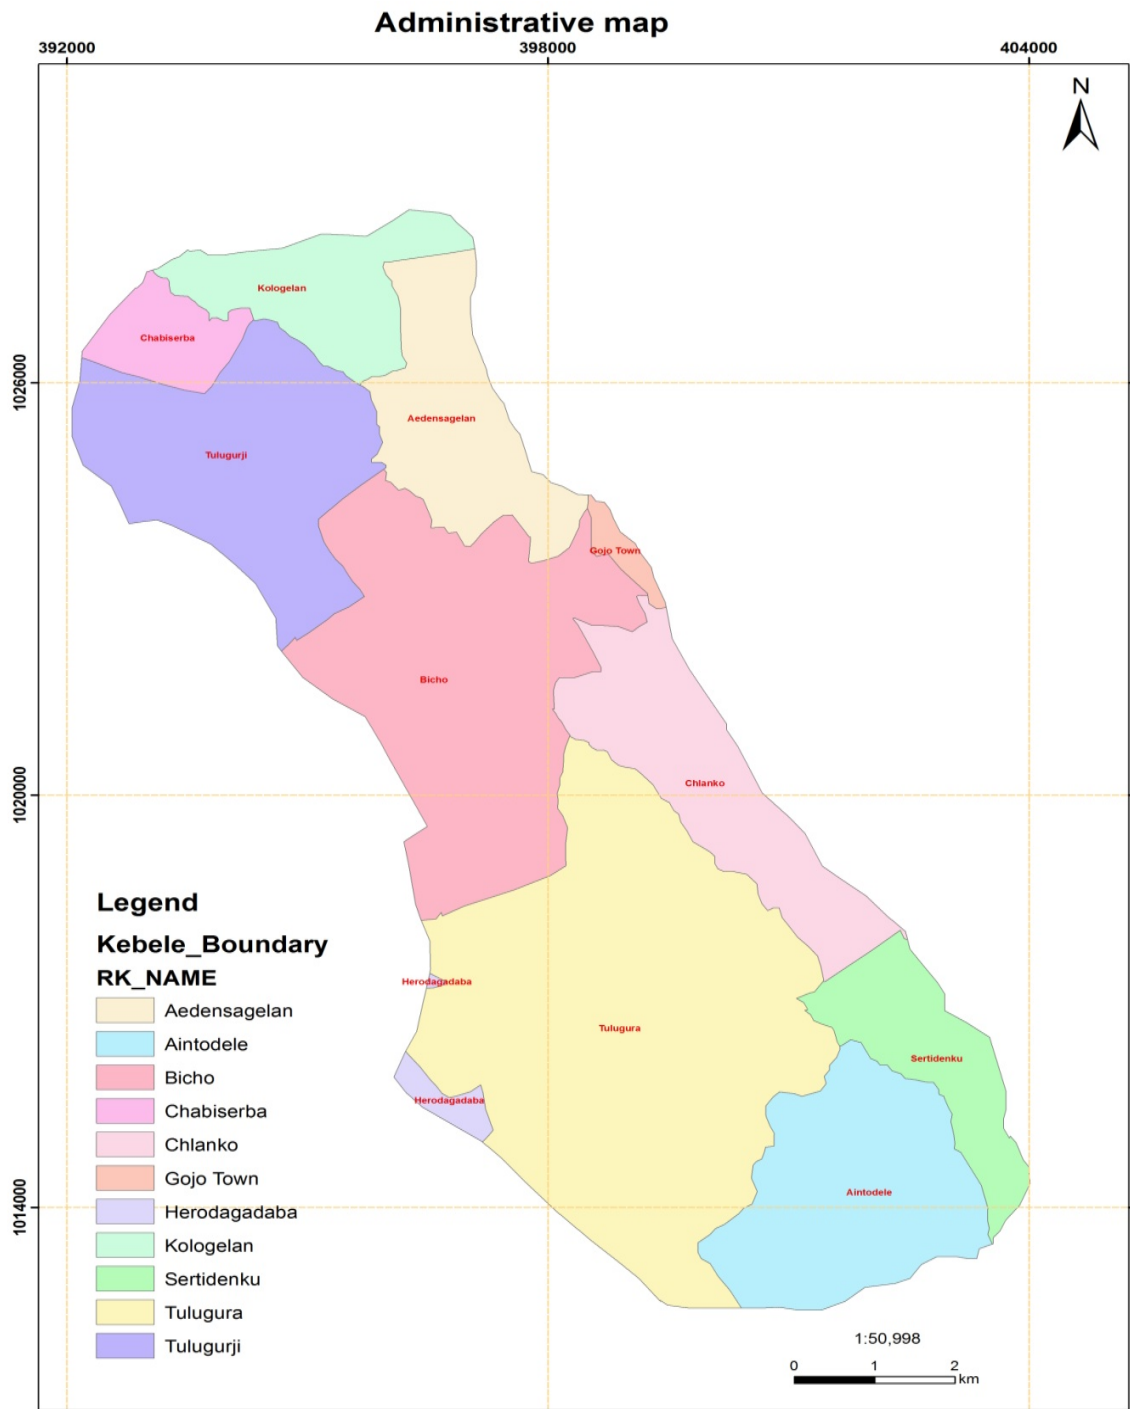 Administrative map
392000 398000 404000
N
Kologelan
Chabiserba
1026000
Aedensagelan
Tulugurji
Gojo Town
Bicho
Chlanko
1020000
Legend
Kebele_Boundary
RK_NAME
Herodagadaba
Aedensagelan
Tulugura
Aintodele
Sertidenku
Bicho
Herodagadaba
Chabiserba
Chlanko
Gojo Town
Aintodele
1014000
Herodagadaba
Kologelan
Sertidenku
Tulugura
Tulugurji
1:50,998
0 1 2
km